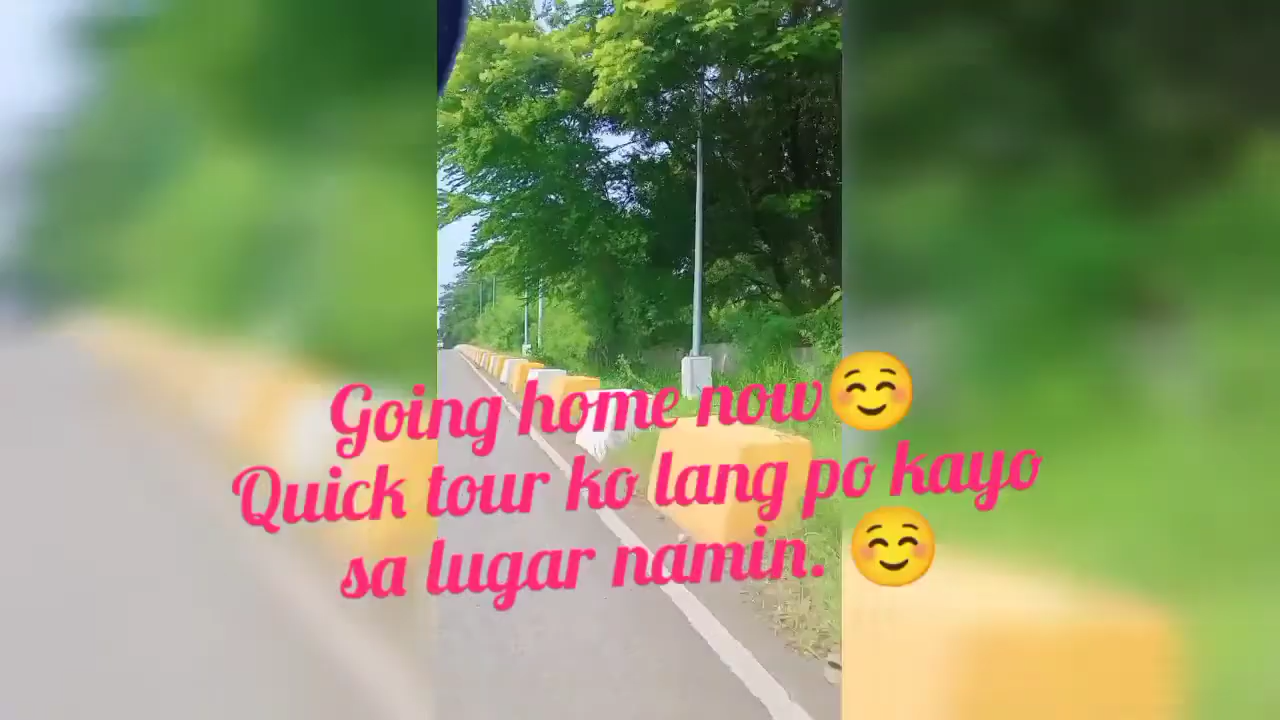 Going home now☺️
Quick tour ko lang po kayo
sa lugar namin. ☺️